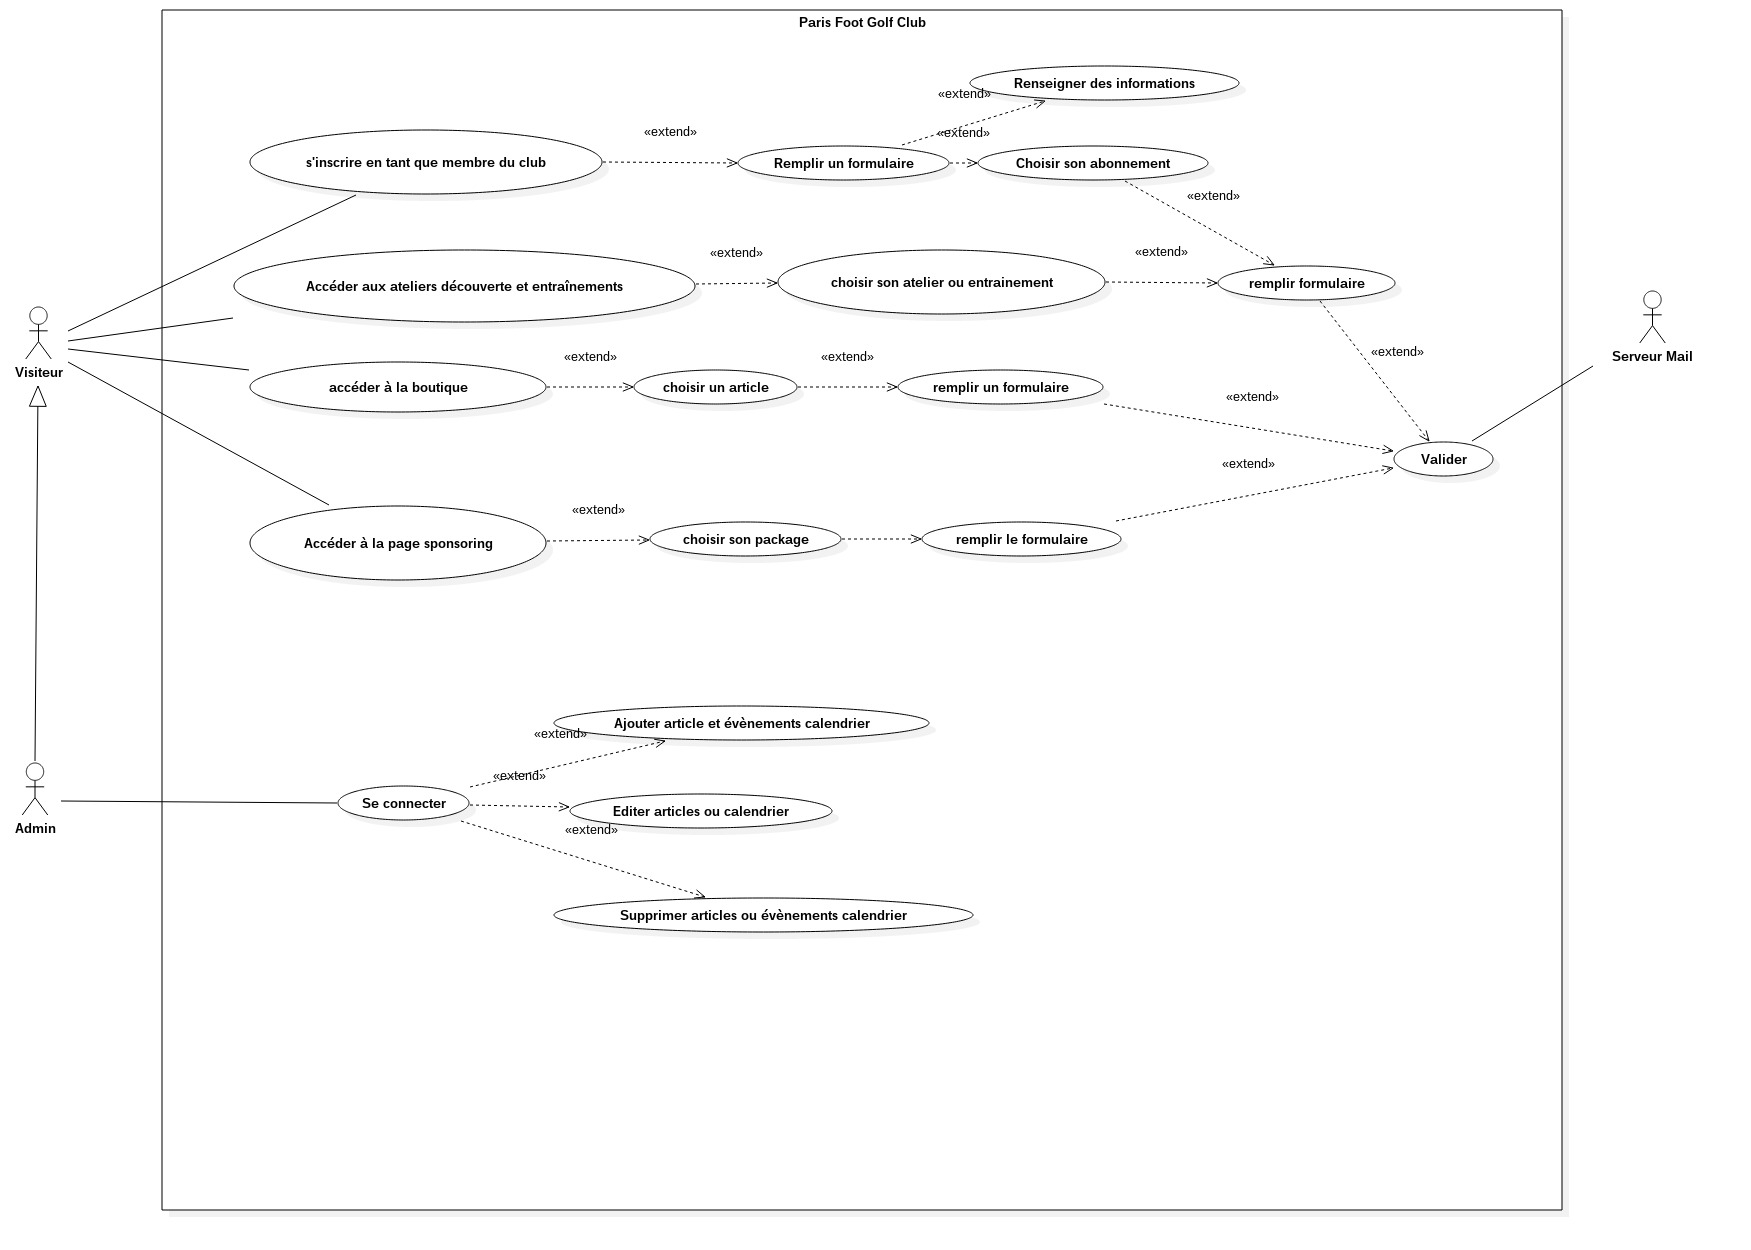 Paris Foot Golf Club
Renseigner des informations
«extend»
«extend»
«extend»
s'inscrire en tant que membre du club
Remplir un formulaire
Choisir son abonnement
«extend»
«extend»
«extend»
Accéder aux ateliers découverte et entraînements
choisir son atelier ou entrainement
remplir formulaire
Visiteur
Serveur Mail
«extend»
«extend»
«extend»
accéder à la boutique
choisir un article
remplir un formulaire
«extend»
Valider
«extend»
«extend»
Accéder à la page sponsoring
choisir son package
remplir le formulaire
Ajouter article et évènements calendrier
«extend»
«extend»
Se connecter
Editer articles ou calendrier
«extend»
Admin
Supprimer articles ou évènements calendrier